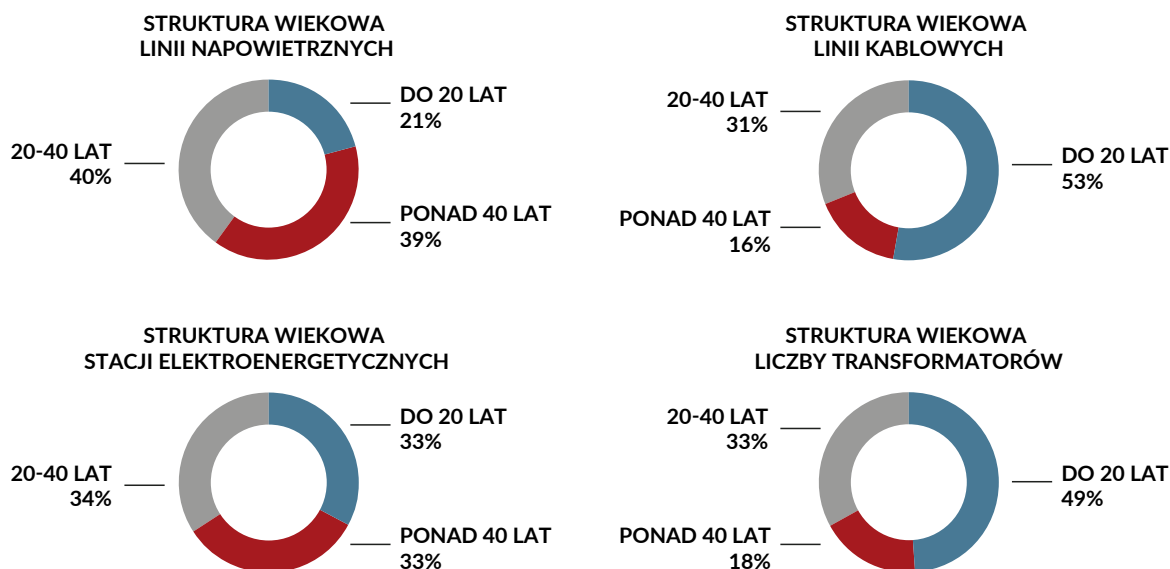 STRUKTURA WIEKOWA
LINII NAPOWIETRZNYCH
DO 20 LAT
21%
20-40 LAT
40%
PONAD 40 LAT
39%
STRUKTURA WIEKOWA
LINII KABLOWYCH
20-40 LAT
31%
DO 20 LAT
53%
PONAD 40 LAT
16%
STRUKTURA WIEKOWA
STACJI ELEKTROENERGETYCZNYCH
DO 20 LAT
33%
20-40 LAT
34%
PONAD 40 LAT
33%
STRUKTURA WIEKOWA
LICZBY TRANSFORMATORÓW
20-40 LAT
33%
DO 20 LAT
49%
PONAD 40 LAT
18%